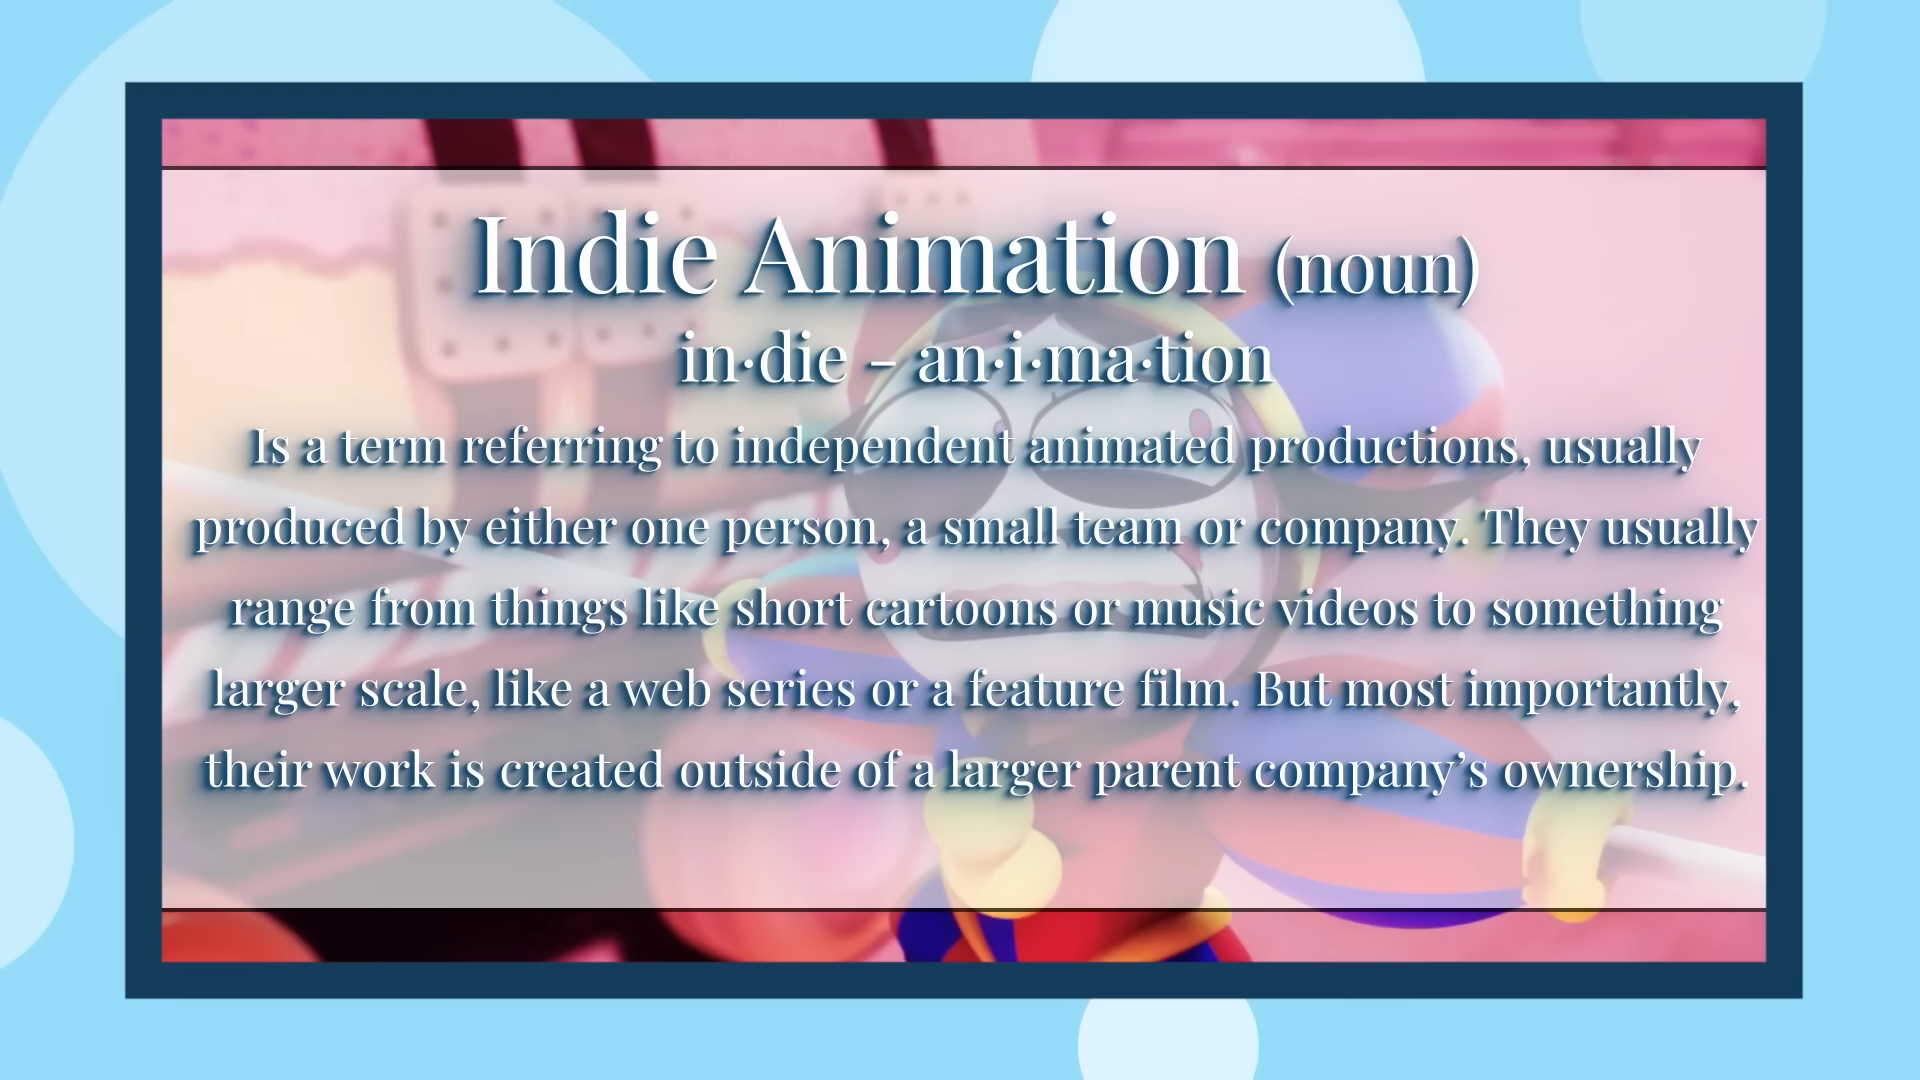 Indie Animation (noun)
in·die - an·i·ma·tion
Is a term referring to independent animated productions, usually
produced by either one person, a small team or company. They usually
range from things like short cartoons or music videos to something
larger scale, like a web series or a feature film. But most importantly,
their work is created outside of a larger parent company’s ownership.